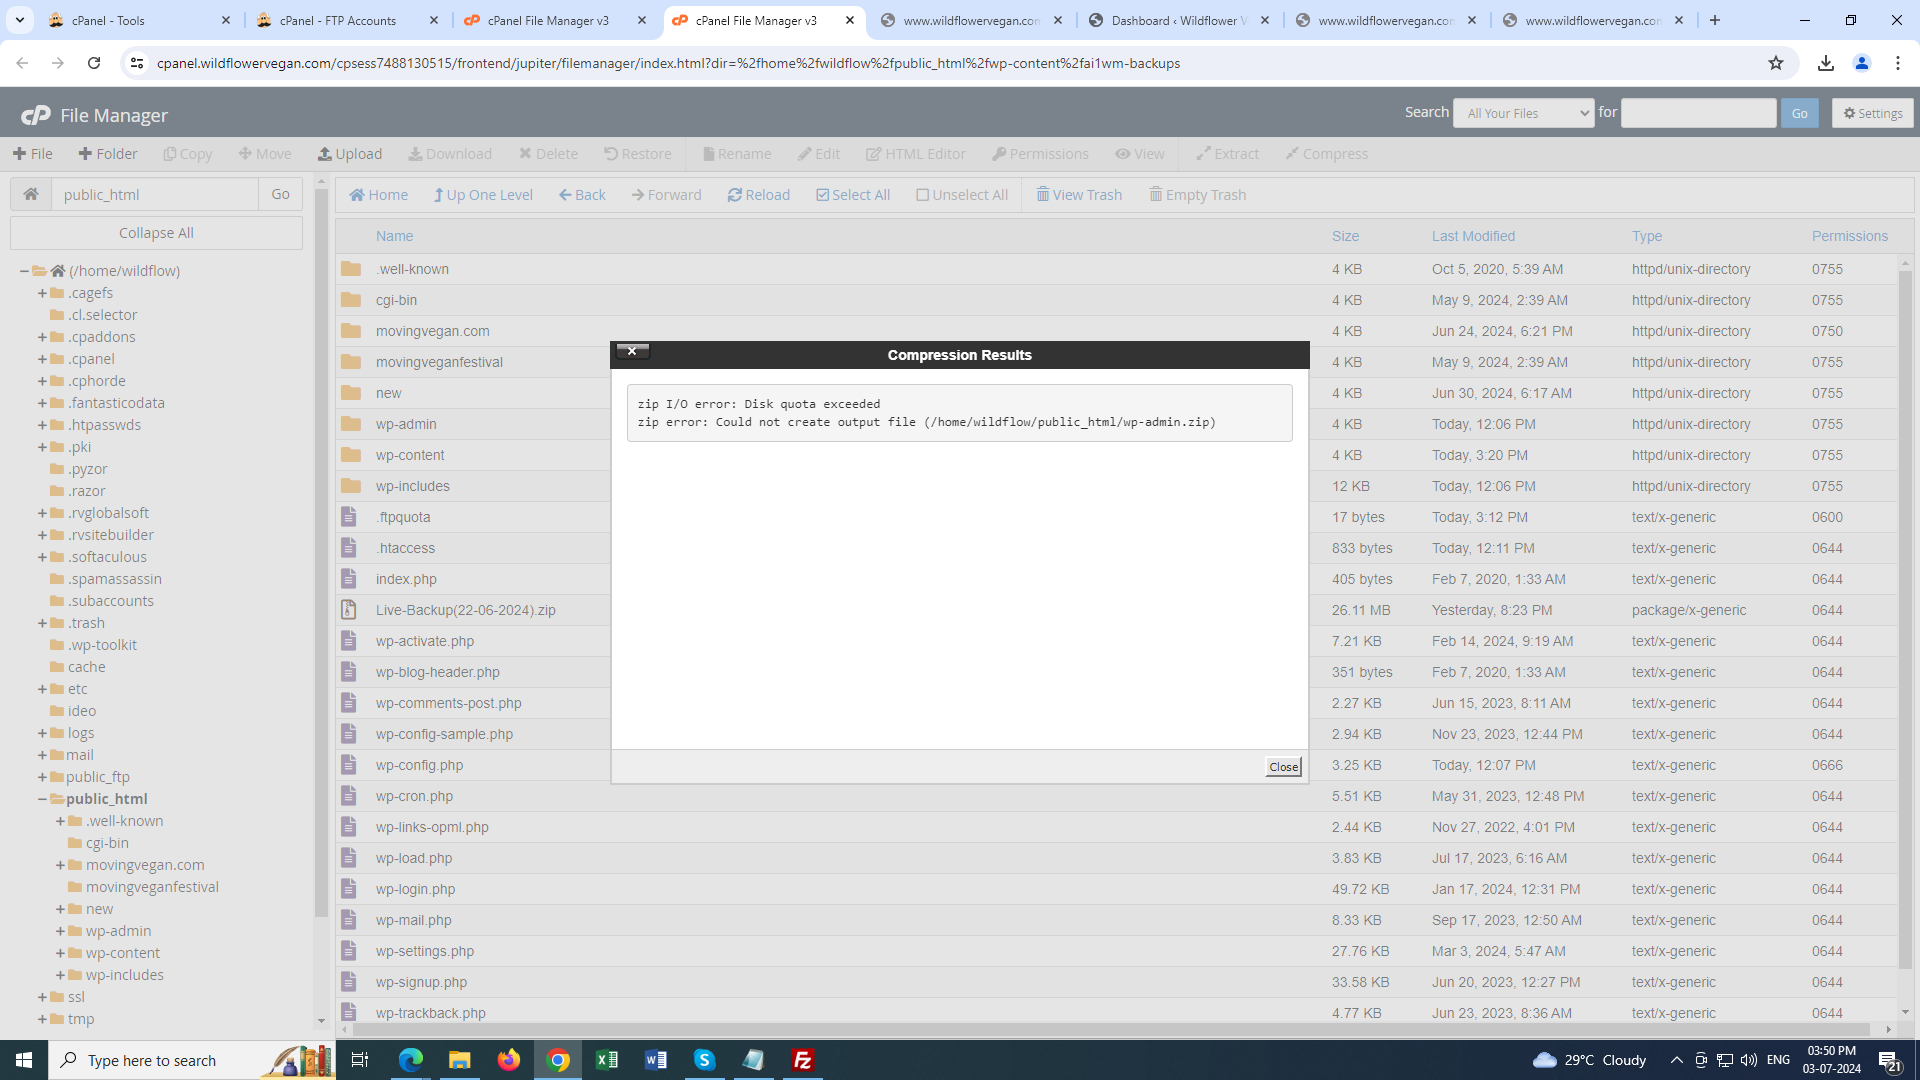 cPanel - Tools
cPanel - FTP Accounts
cPanel File Manager v3
cPanel File Manager v3
www.wildflowervegan.con
Dashboard ‹ Wildflower V
www.wildflowervegan.con
www.wildflowervegan.con
cpanel.wildflowervegan.com/cpsess7488130515/frontend/jupiter/filemanager/index.html?dir=%2fhome%2fwildflow%2fpublic_html%2fwp-content%2fai1wm-backups
cP File Manager
Search All Your Files for Go Settings
File Folder Copy Move Upload Download Delete Restore Rename Edit HTML Editor Permissions View Extract Compress
public_html Go
Home Up One Level Back Forward Reload Select All Unselect All View Trash Empty Trash
Collapse All
(/home/wildflow)
.cagefs
.cl.selector
.cpaddons
.cpanel
.cphorde
.fantasticodata
.htpasswds
.pki
.pyzor
.razor
.rvglobalsoft
.rvsitebuilder
.softaculous
.spamassassin
.subaccounts
.trash
.wp-toolkit
cache
etc
ideo
logs
mail
public_ftp
public_html
.well-known
cgi-bin
movingvegan.com
movingveganfestival
new
wp-admin
wp-content
wp-includes
ssl
tmp
Name Size Last Modified Type Permissions
.well-known 4 KB Oct 5, 2020, 5:39 AM httpd/unix-directory 0755
cgi-bin 4 KB May 9, 2024, 2:39 AM httpd/unix-directory 0755
movingvegan.com 4 KB Jun 24, 2024, 6:21 PM httpd/unix-directory 0750
movingveganfestival 4 KB May 9, 2024, 2:39 AM httpd/unix-directory 0755
new 4 KB Jun 30, 2024, 6:17 AM httpd/unix-directory 0755
wp-admin 4 KB Today, 12:06 PM httpd/unix-directory 0755
wp-content 4 KB Today, 3:20 PM httpd/unix-directory 0755
wp-includes 12 KB Today, 12:06 PM httpd/unix-directory 0755
.ftpquota 17 bytes Today, 3:12 PM text/x-generic 0600
.htaccess 833 bytes Today, 12:11 PM text/x-generic 0644
index.php 405 bytes Feb 7, 2020, 1:33 AM text/x-generic 0644
Live-Backup(22-06-2024).zip 26.11 MB Yesterday, 8:23 PM package/x-generic 0644
wp-activate.php 7.21 KB Feb 14, 2024, 9:19 AM text/x-generic 0644
wp-blog-header.php 351 bytes Feb 7, 2020, 1:33 AM text/x-generic 0644
wp-comments-post.php 2.27 KB Jun 15, 2023, 8:11 AM text/x-generic 0644
wp-config-sample.php 2.94 KB Nov 23, 2023, 12:44 PM text/x-generic 0644
wp-config.php 3.25 KB Today, 12:07 PM text/x-generic 0666
wp-cron.php 5.51 KB May 31, 2023, 12:48 PM text/x-generic 0644
wp-links-opml.php 2.44 KB Nov 27, 2022, 4:01 PM text/x-generic 0644
wp-load.php 3.83 KB Jul 17, 2023, 6:16 AM text/x-generic 0644
wp-login.php 49.72 KB Jan 17, 2024, 12:31 PM text/x-generic 0644
wp-mail.php 8.33 KB Sep 17, 2023, 12:50 AM text/x-generic 0644
wp-settings.php 27.76 KB Mar 3, 2024, 5:47 AM text/x-generic 0644
wp-signup.php 33.58 KB Jun 20, 2023, 12:27 PM text/x-generic 0644
wp-trackback.php 4.77 KB Jun 23, 2023, 8:36 AM text/x-generic 0644
Compression Results
zip I/O error: Disk quota exceeded
zip error: Could not create output file (/home/wildflow/public_html/wp-admin.zip)
Close
Type here to search
29°C Cloudy
ENG
03:50 PM
03-07-2024
21